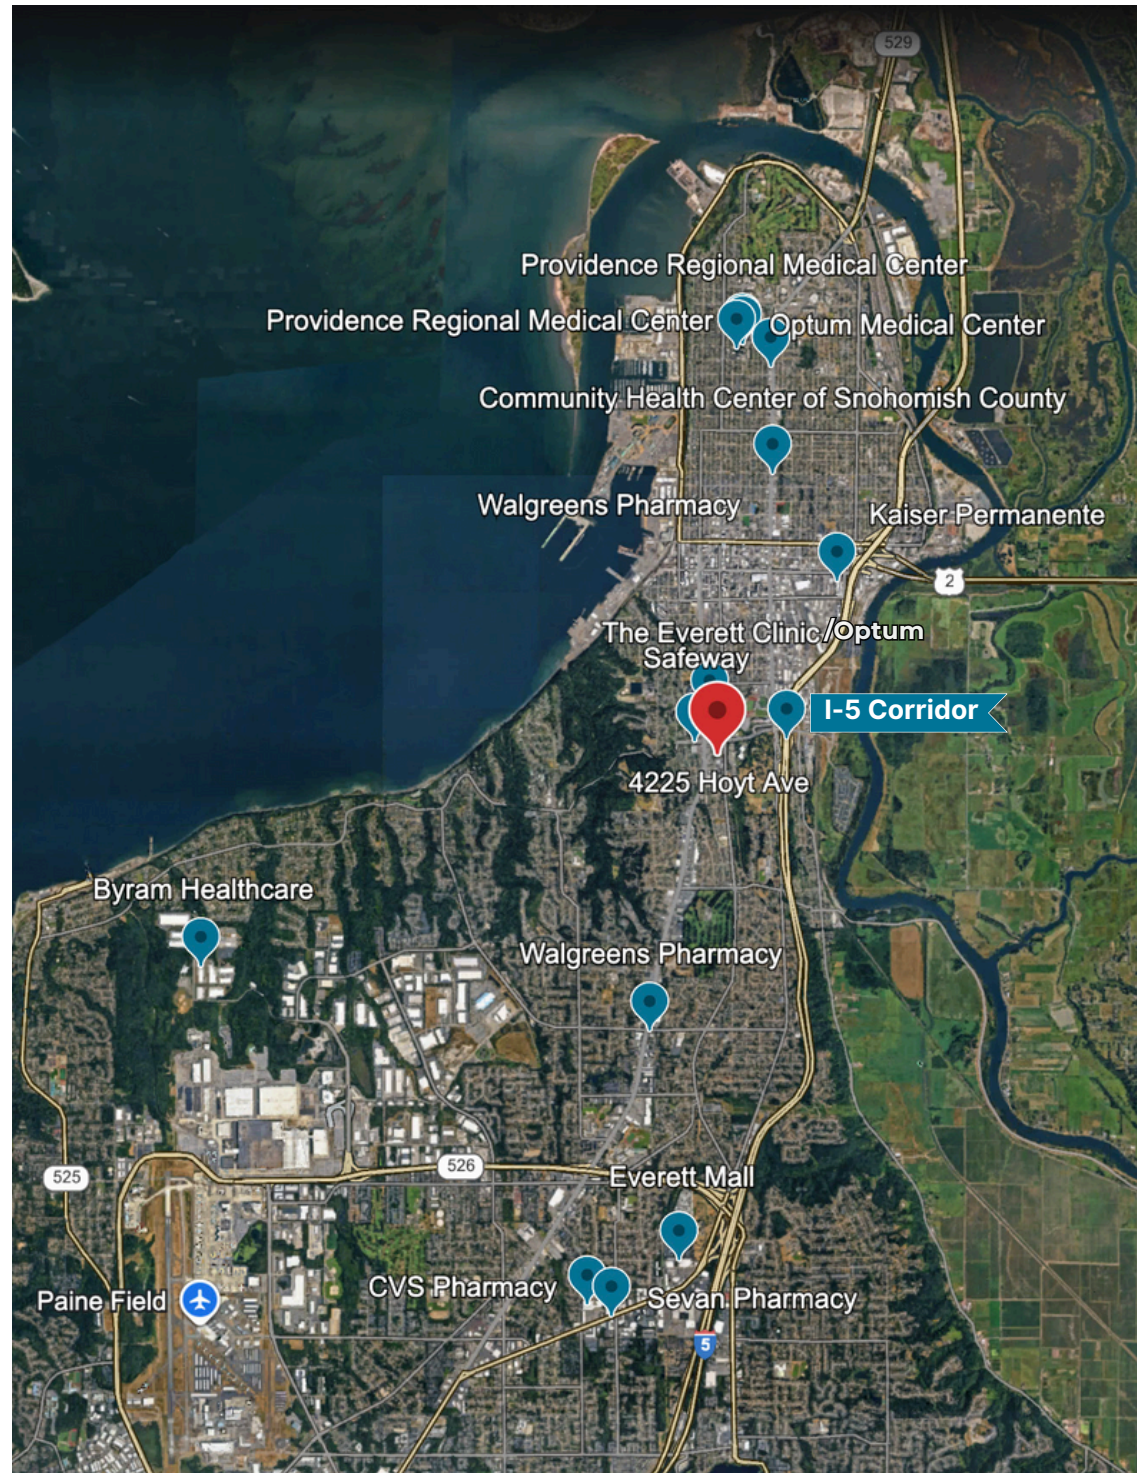 529
Providence Regional Medical Center
Providence Regional Medical Center
Optum Medical Center
Community Health Center of Snohomish County
Walgreens Pharmacy
Kaiser Permanente
2
The Everett Clinic/Optum
Safeway
I-5 Corridor
4225 Hoyt Ave
Byram Healthcare
Walgreens Pharmacy
526
525
Everett Mall
CVS Pharmacy
Sevan Pharmacy
Paine Field
5